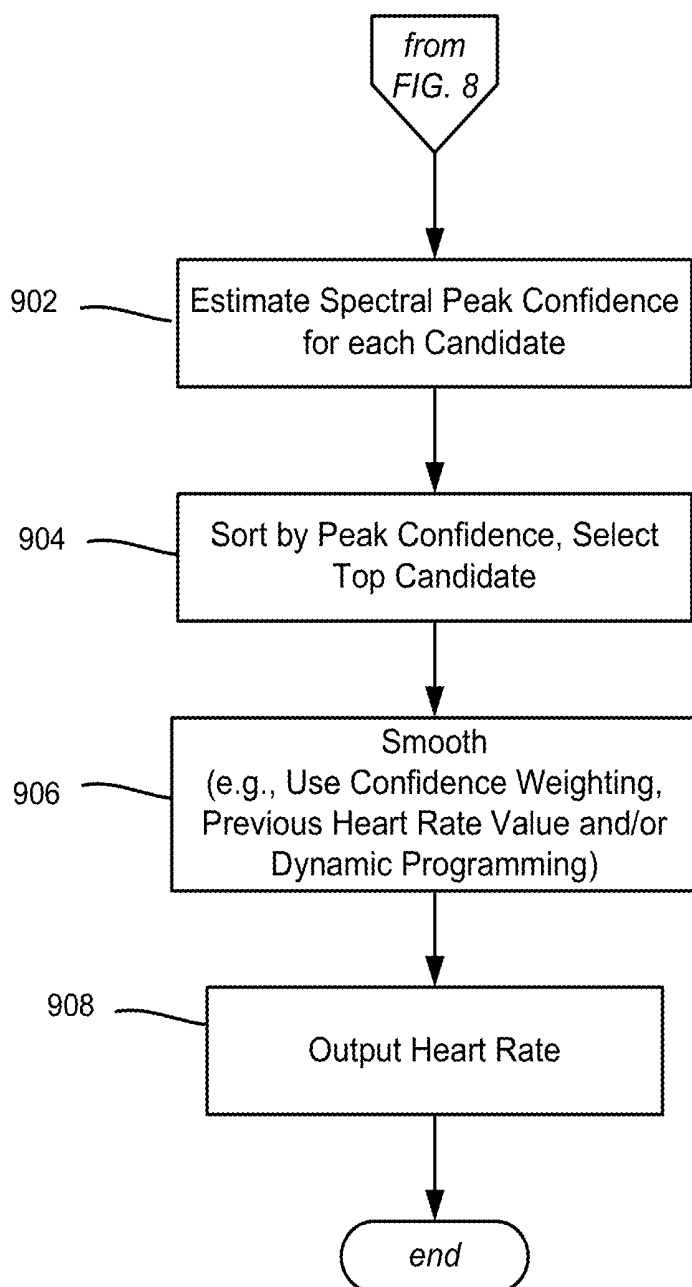 from
FIG. 8
902
Estimate Spectral Peak Confidence
for each Candidate
904
Sort by Peak Confidence, Select
Top Candidate
906
Smooth
(e.g., Use Confidence Weighting,
Previous Heart Rate Value and/or
Dynamic Programming)
908
Output Heart Rate
end